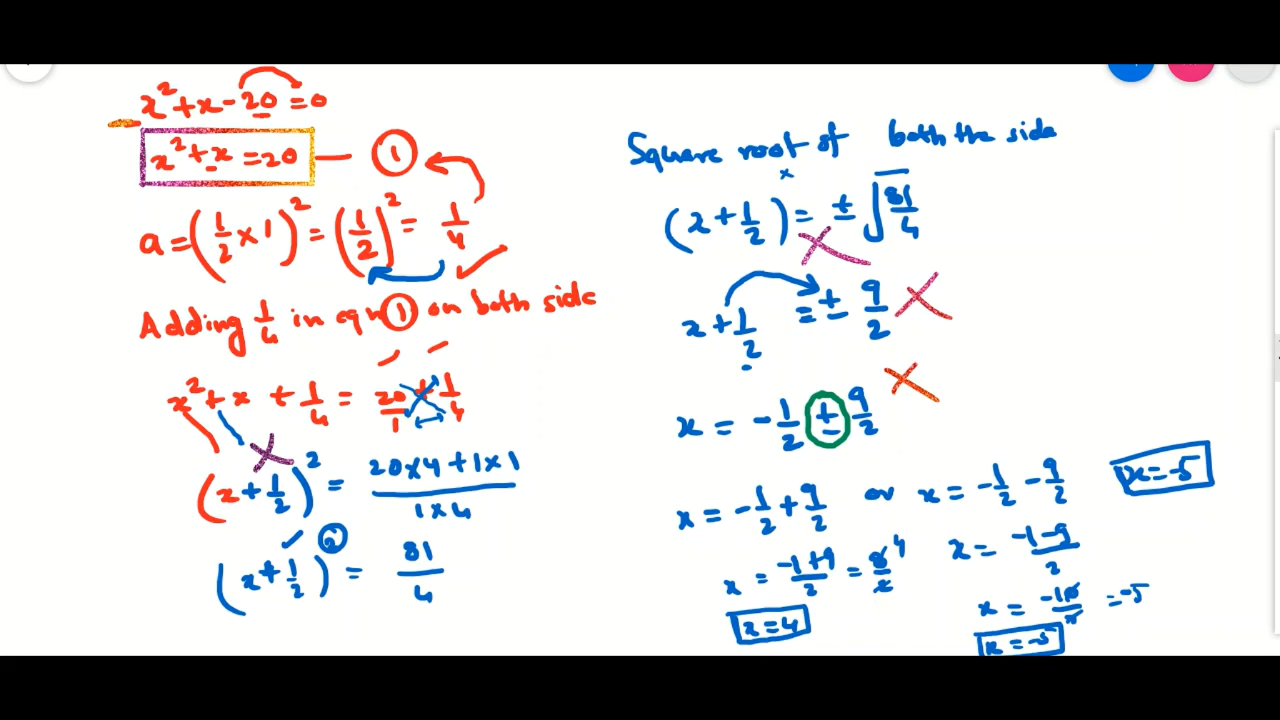 x² + x - 20 = 0
x² + x = 20 — ①
a = (1/2 × 1)² = (1/2)² = 1/4
Adding 1/4 in eqn ① on both side
x² + x + 1/4 = 20/1 + 1/4
(x + 1/2)² = (20×4 + 1×1)/(1×4)
(x + 1/2)² = 81/4
Square root of both the side
(x + 1/2) = ± √(81/4)
x + 1/2 = ± 9/2
x = -1/2 ± 9/2
x = -1/2 + 9/2 or x = -1/2 - 9/2
x = -5
x = (-1+9)/2 = 8/2 4
x = 4
x = (-1-9)/2
x = -10/2 = -5
x = -5